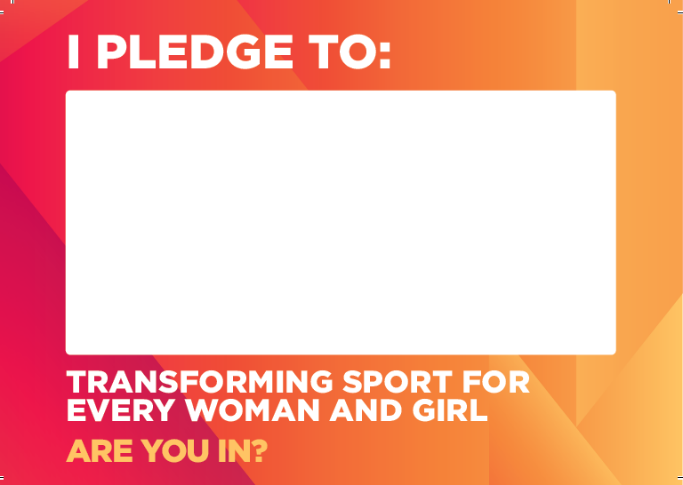 I PLEDGE TO:
TRANSFORMING SPORT FOR
EVERY WOMAN AND GIRL
ARE YOU IN?